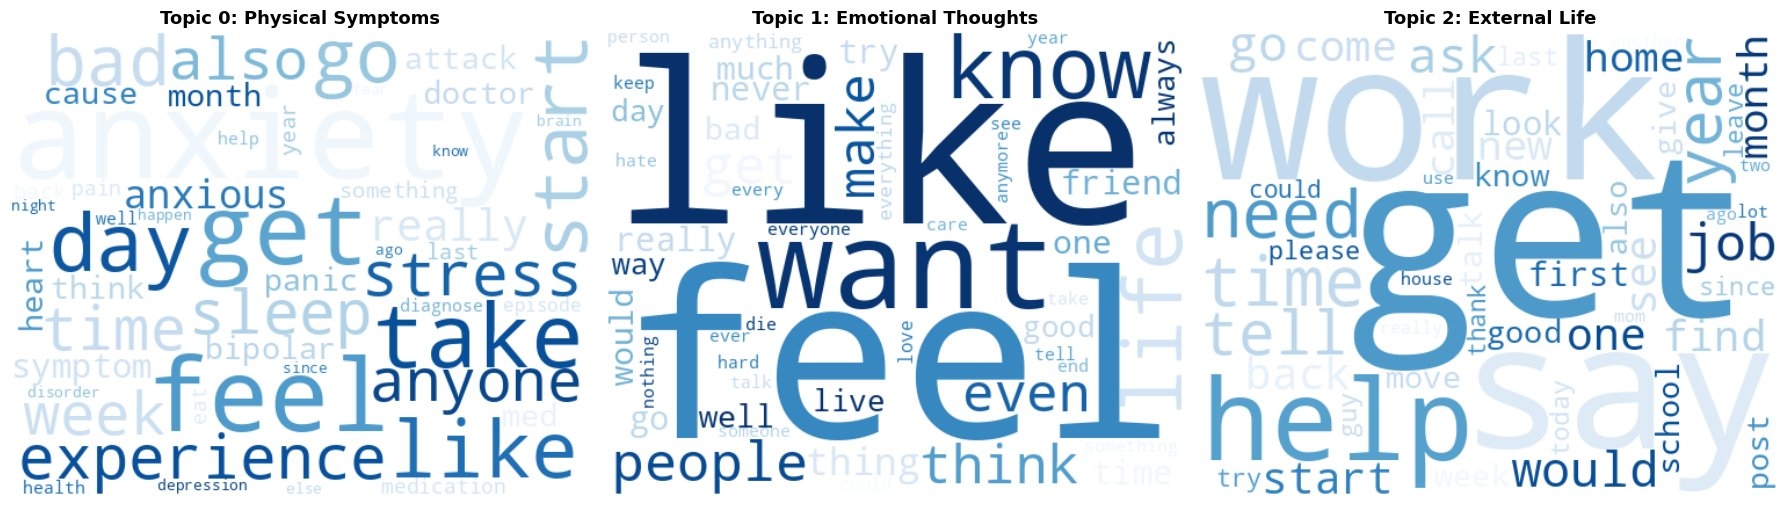 Topic 0: Physical Symptoms
bad also go attack start
cause month doctor
anxiety fear
help year know brain
back pain anxious something
night well happen get really
day ago last
heart think panic stress
diagnose episode
time sleep take
symptom bipolar since
feel anyone
disorder eat
week med
experience like
health depression else medication
Topic 1: Emotional Thoughts
person anything try year
keep much know always
day never make
like
bad see
hate get everything anymore
every friend
care
really everyone one
way want
would take life
die good
ever love
nothing hard tell
talk end
feel
live even
go well
someone
people thing think something
could time
Topic 2: External Life
go come ask last home another
work year month
call look give leave
new
could use know two
need also ago lot
please talk see job
get
time house first since
tell really thank mom
good one find
back move say
help guy today school
would post
try start week